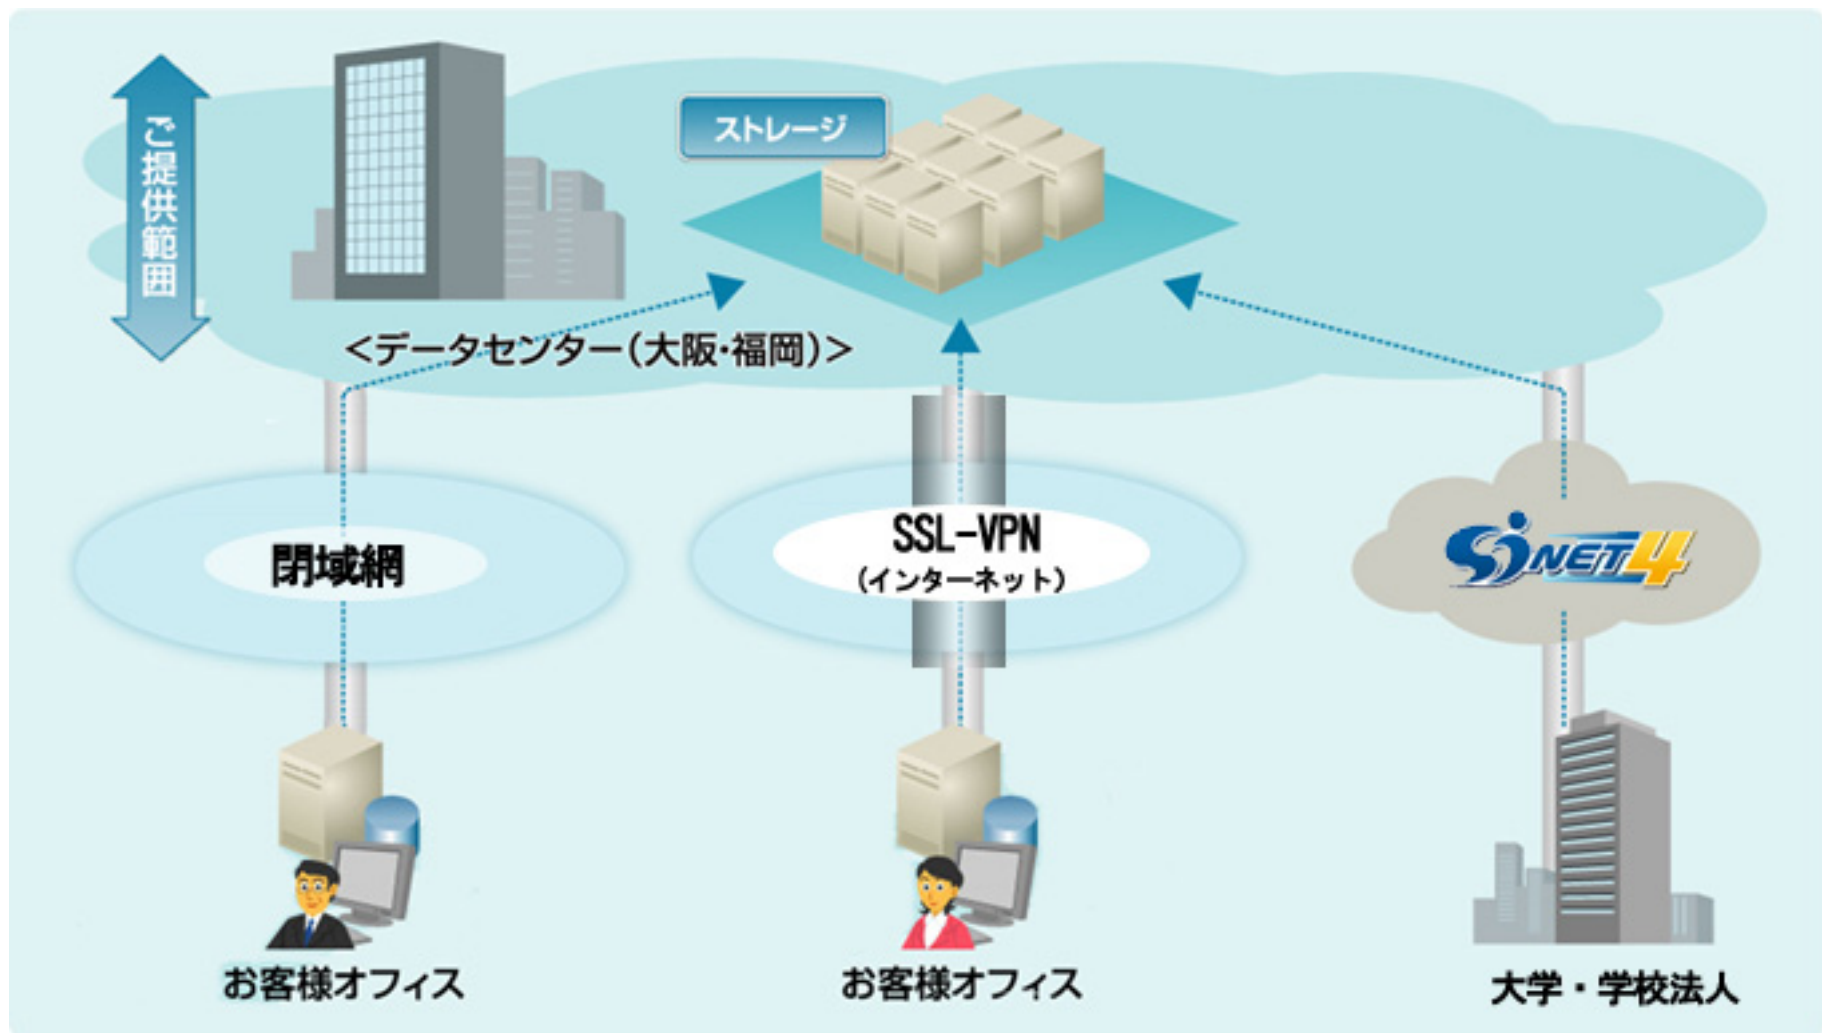 ご提供範囲
ストレージ
<データセンター(大阪・福岡)>
閉域網
SSL-VPN
(インターネット)
SINET4
お客様オフィス
お客様オフィス
大学・学校法人